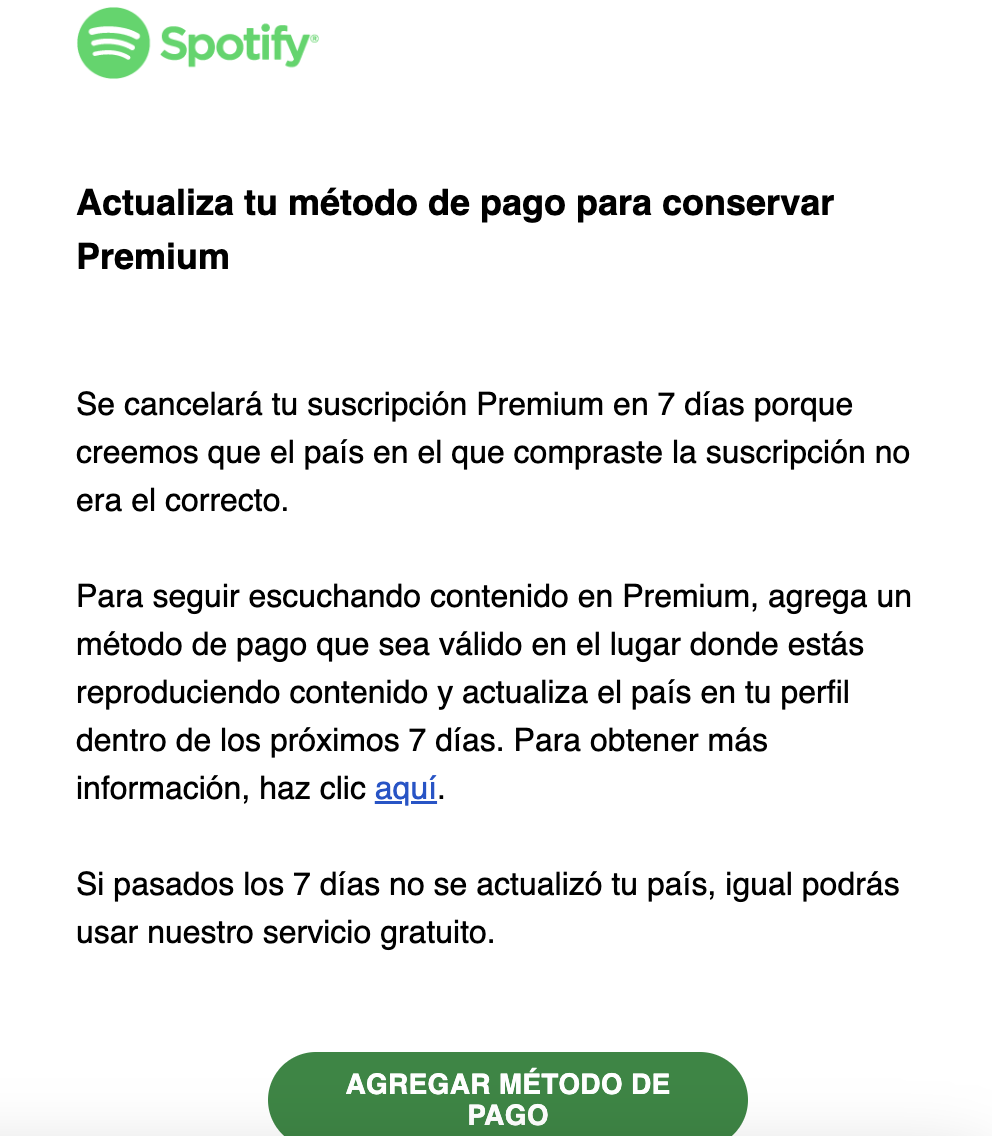 Spotify®
Actualiza tu método de pago para conservar
Premium
Se cancelará tu suscripción Premium en 7 días porque
creemos que el país en el que compraste la suscripción no
era el correcto.
Para seguir escuchando contenido en Premium, agrega un
método de pago que sea válido en el lugar donde estás
reproduciendo contenido y actualiza el país en tu perfil
dentro de los próximos 7 días. Para obtener más
información, haz clic aquí.
Si pasados los 7 días no se actualizó tu país, igual podrás
usar nuestro servicio gratuito.
AGREGAR MÉTODO DE
PAGO